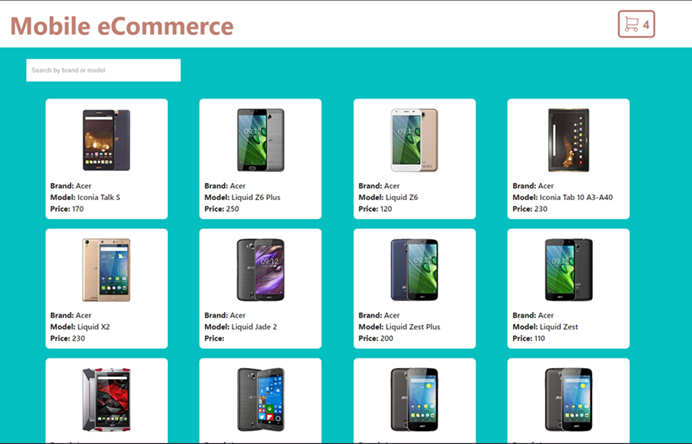 Mobile eCommerce
4
Search by brand or model
Brand: Acer
Model: Iconia Talk S
Price: 170
Brand: Acer
Model: Liquid Z6 Plus
Price: 250
Brand: Acer
Model: Liquid Z6
Price: 120
Brand: Acer
Model: Iconia Tab 10 A3-A40
Price: 230
Brand: Acer
Model: Liquid X2
Price: 230
Brand: Acer
Model: Liquid Jade 2
Price:
Brand: Acer
Model: Liquid Zest Plus
Price: 200
Brand: Acer
Model: Liquid Zest
Price: 110